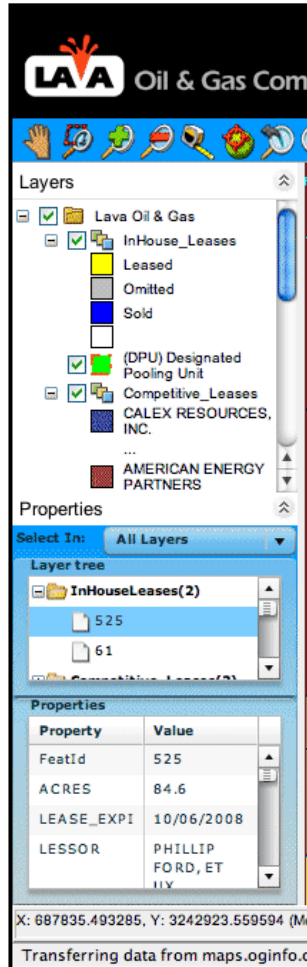 LAVA Oil & Gas Com
Layers
Lava Oil & Gas
InHouse_Leases
Leased
Omitted
Sold
(DPU) Designated
Pooling Unit
Competitive_Leases
CALEX RESOURCES,
INC.
...
AMERICAN ENERGY
PARTNERS
Properties
Select In: All Layers
Layer tree
InHouseLeases(2)
525
61
Properties
Property Value
FeatId 525
ACRES 84.6
LEASE_EXPI 10/06/2008
LESSOR PHILLIP
FORD, ET
UX
X: 687835.493285, Y: 3242923.559594 (M
Transferring data from maps.oginfo.